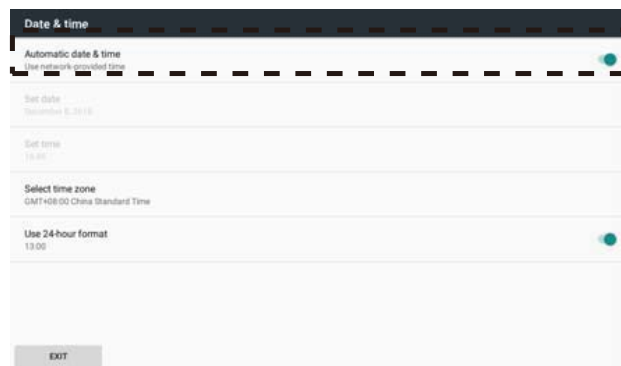 Date & time
Automatic date & time
Use network-provided time
Set date
Set time
Select time zone
GMT+08:00 China Standard Time
Use 24-hour format
13:00
EXIT